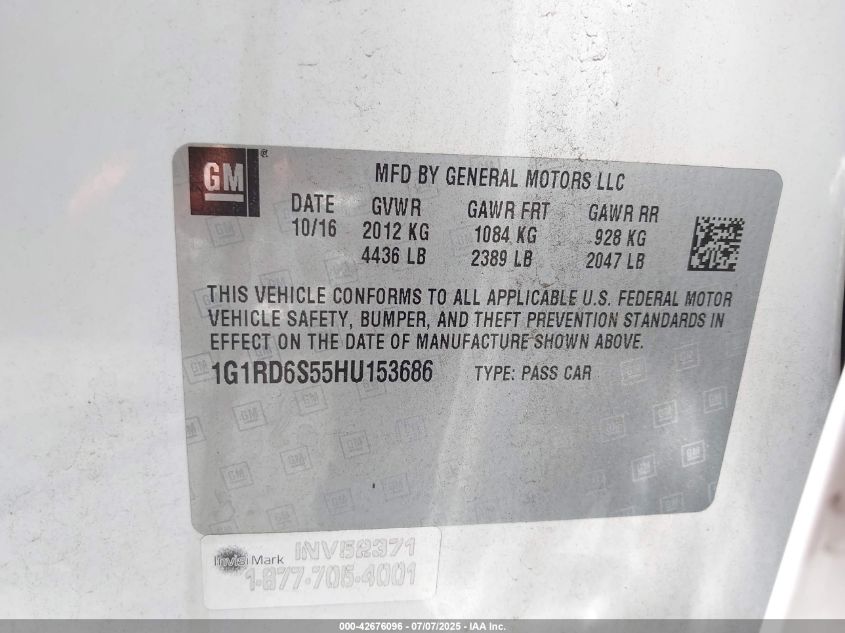 GM ®
MFD BY GENERAL MOTORS LLC
DATE GVWR GAWR FRT GAWR RR
10/16 2012 KG 1084 KG 928 KG
4436 LB 2389 LB 2047 LB
THIS VEHICLE CONFORMS TO ALL APPLICABLE U.S. FEDERAL MOTOR
VEHICLE SAFETY, BUMPER, AND THEFT PREVENTION STANDARDS IN
EFFECT ON THE DATE OF MANUFACTURE SHOWN ABOVE.
1G1RD6S55HU153686 TYPE: PASS CAR
InvisiMark INV52371
1-877-705-4001
000-42676096 - 07/07/2025 - IAA Inc.